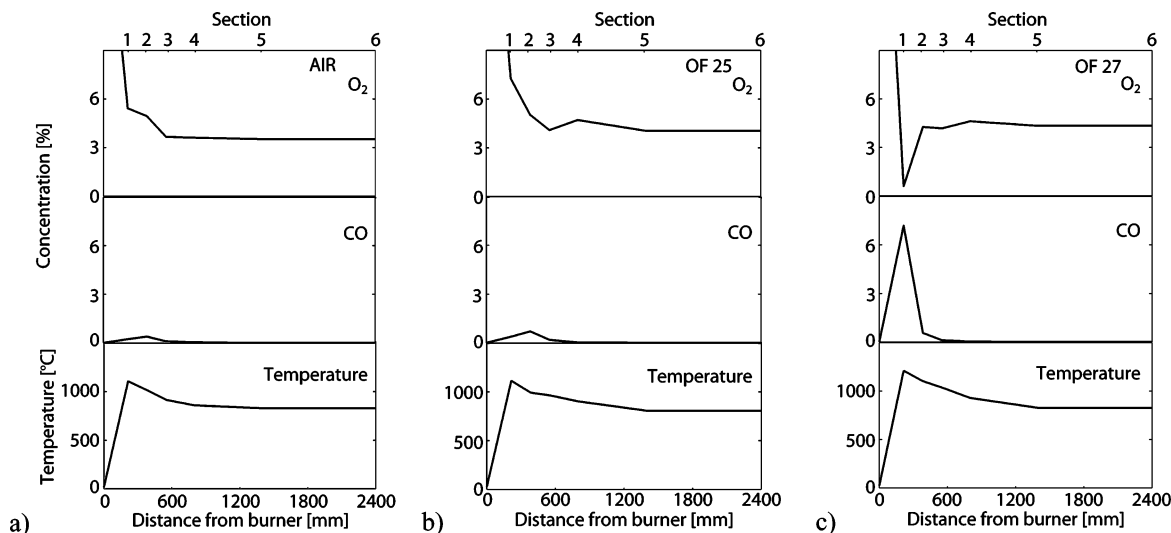 Section
1 2 3 4 5 6
AIR
O₂
6
3
0
CO
6
3
0
Temperature
1000
500
0
0 600 1200 1800 2400
Distance from burner [mm]
Concentration [%]
Temperature [°C]
a)
Section
1 2 3 4 5 6
OF 25
O₂
6
3
0
CO
6
3
0
Temperature
1000
500
0
0 600 1200 1800 2400
Distance from burner [mm]
b)
Section
1 2 3 4 5 6
OF 27
O₂
6
3
0
CO
6
3
0
Temperature
1000
500
0
0 600 1200 1800 2400
Distance from burner [mm]
c)